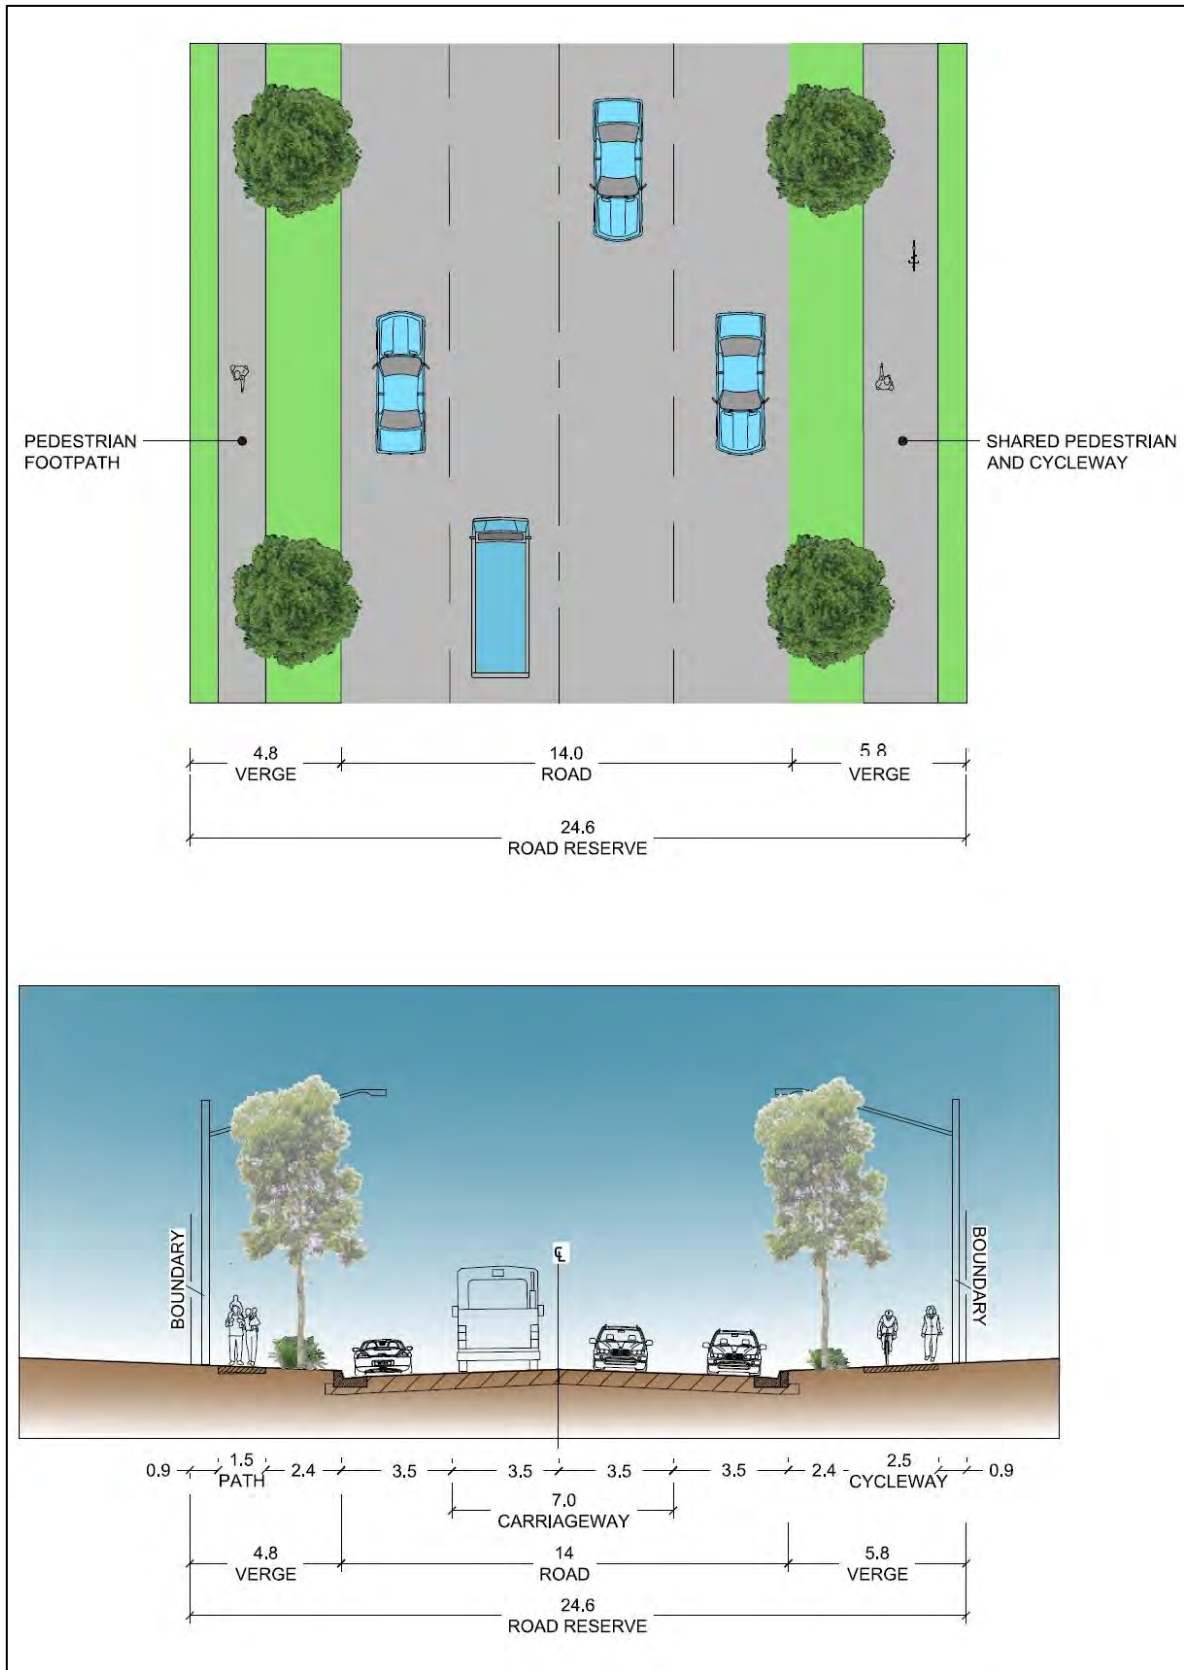 PEDESTRIAN
FOOTPATH
SHARED PEDESTRIAN
AND CYCLEWAY
4.8
VERGE
14.0
ROAD
5.8
VERGE
24.6
ROAD RESERVE
BOUNDARY
℄
BOUNDARY
0.9
1.5
PATH
2.4
3.5
3.5
3.5
3.5
2.4
2.5
CYCLEWAY
0.9
7.0
CARRIAGEWAY
4.8
VERGE
14
ROAD
5.8
VERGE
24.6
ROAD RESERVE